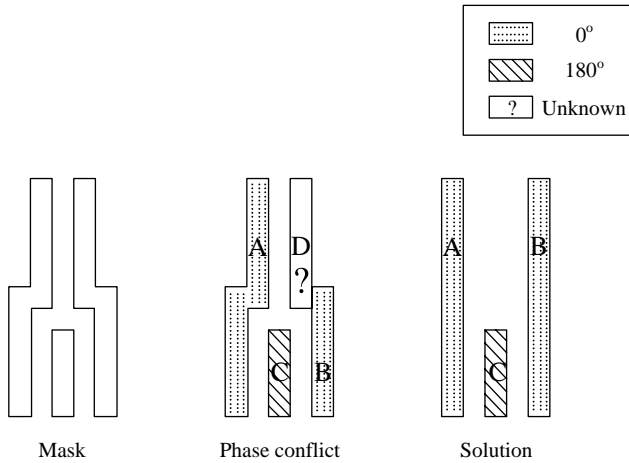 0°
180°
? Unknown
A D B
? A
C B C
Mask Phase conflict Solution